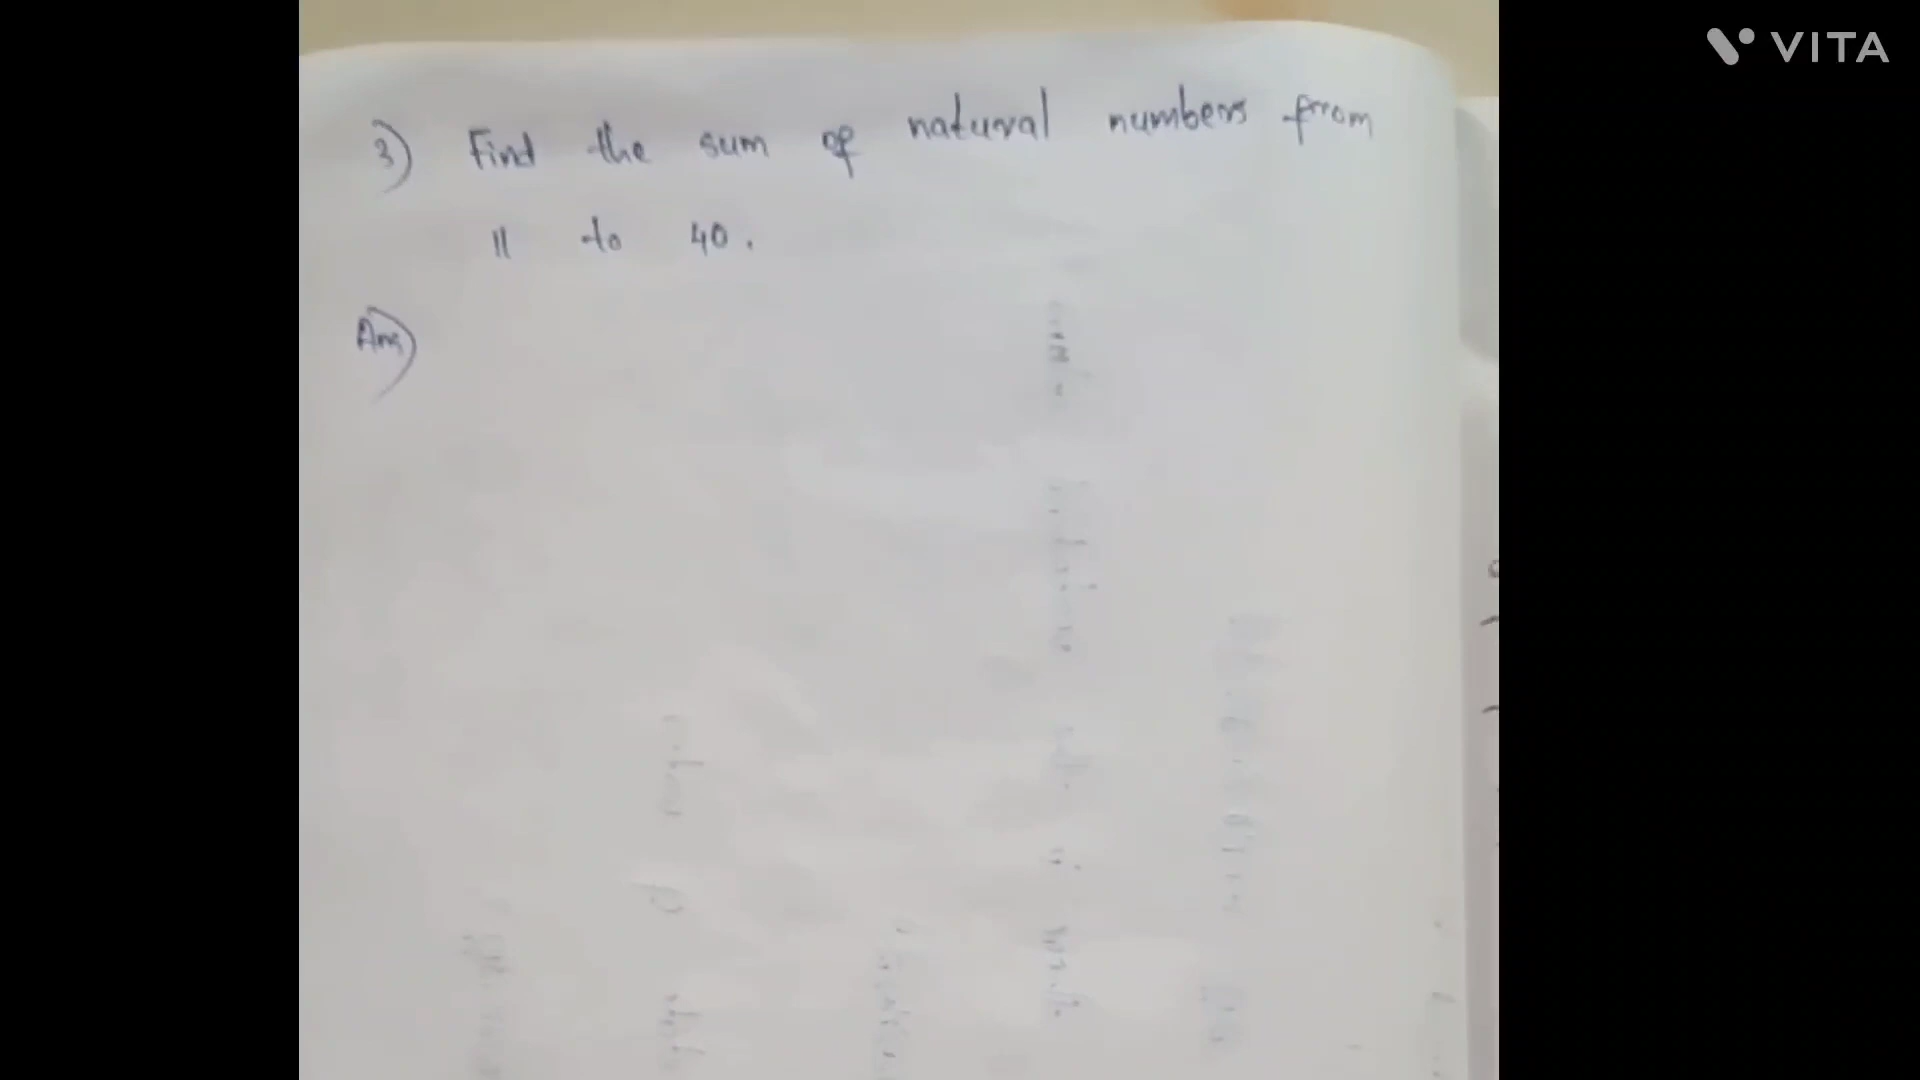 VITA
3) Find the sum of natural numbers from
11 to 40.
Ans)